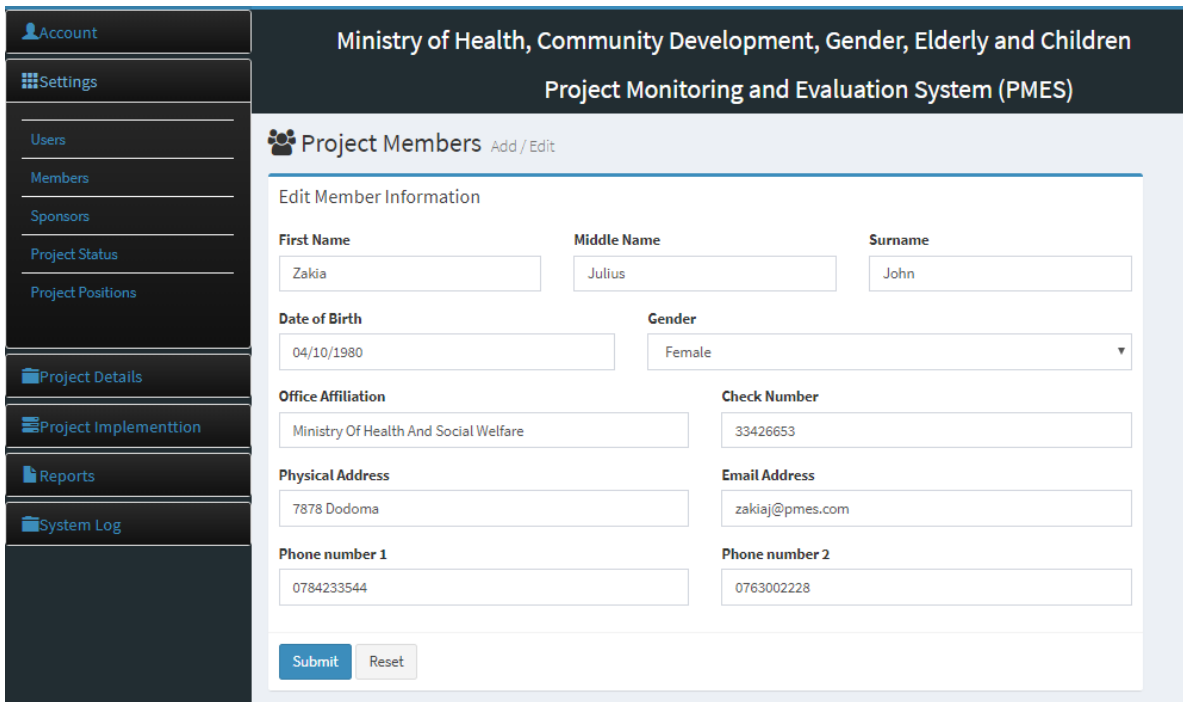 Account
Settings
Users
Members
Sponsors
Project Status
Project Positions
Project Details
Project Implementtion
Reports
System Log
Ministry of Health, Community Development, Gender, Elderly and Children
Project Monitoring and Evaluation System (PMES)
Project Members Add / Edit
Edit Member Information
First Name Middle Name Surname
Zakia Julius John
Date of Birth Gender
04/10/1980 Female
Office Affiliation Check Number
Ministry Of Health And Social Welfare 33426653
Physical Address Email Address
7878 Dodoma zakiaj@pmes.com
Phone number 1 Phone number 2
0784233544 0763002228
Submit Reset